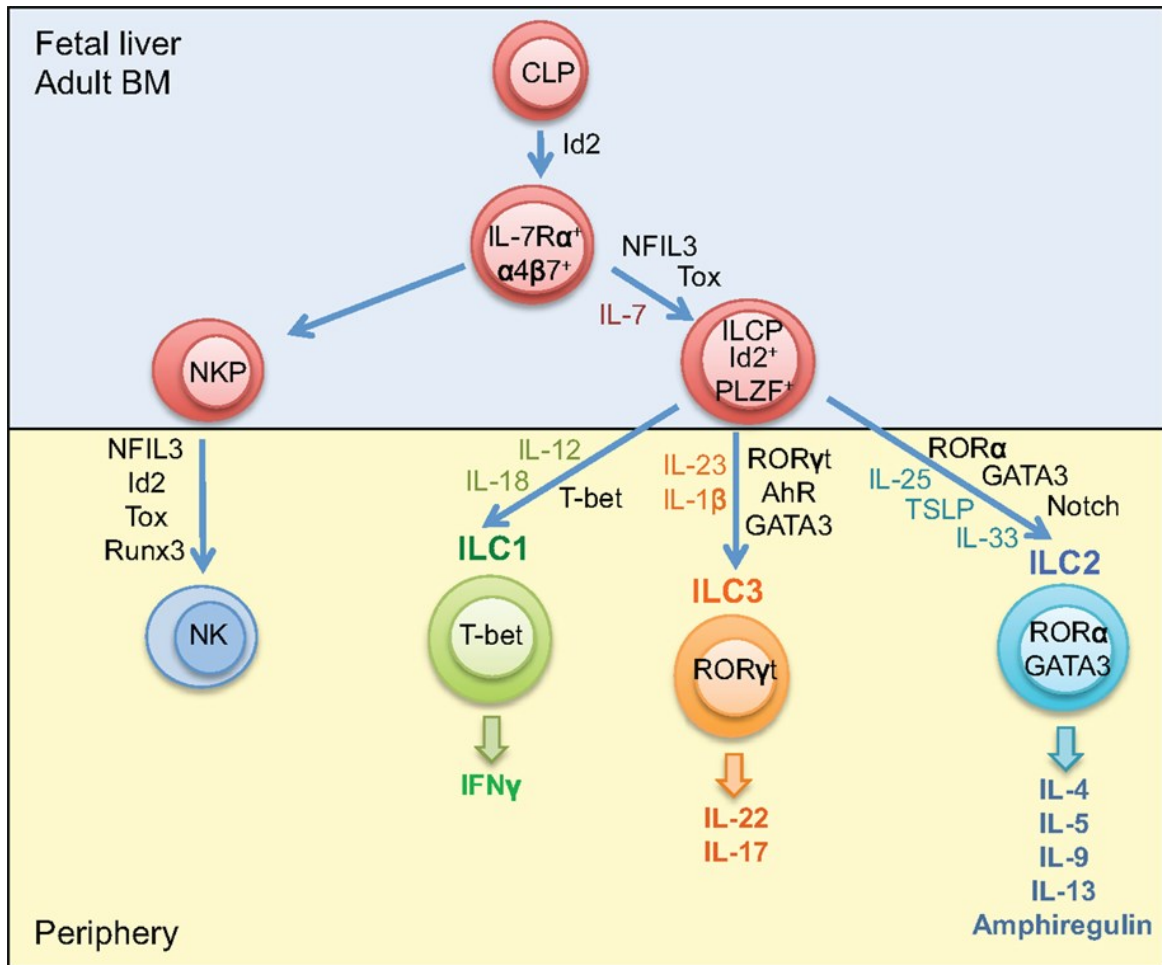 Fetal liver
Adult BM
CLP
Id2
IL-7Rα⁺
α4β7⁺
NFIL3
Tox
IL-7
ILCP
Id2⁺
PLZF⁺
NKP
NFIL3
Id2
Tox
Runx3
NK
IL-12
IL-18
T-bet
ILC1
T-bet
IFNγ
IL-23
IL-1β
RORγt
AhR
GATA3
ILC3
RORγt
IL-22
IL-17
RORα
GATA3
Notch
IL-25
TSLP
IL-33
ILC2
RORα
GATA3
IL-4
IL-5
IL-9
IL-13
Amphiregulin
Periphery